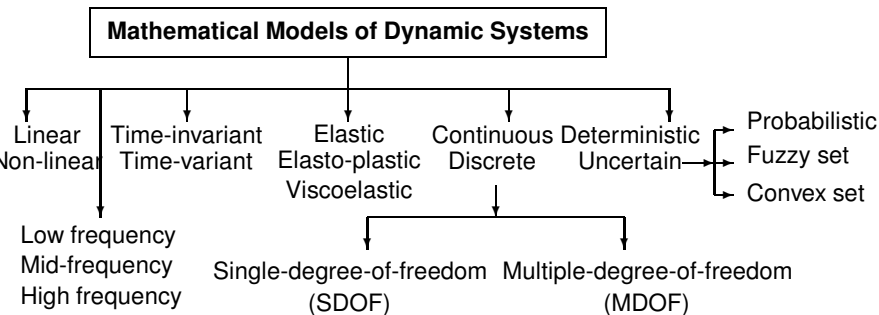 Mathematical Models of Dynamic Systems
Linear
Non-linear
Time-invariant
Time-variant
Elastic
Elasto-plastic
Viscoelastic
Continuous
Discrete
Deterministic
Uncertain
Probabilistic
Fuzzy set
Convex set
Low frequency
Mid-frequency
High frequency
Single-degree-of-freedom
(SDOF)
Multiple-degree-of-freedom
(MDOF)